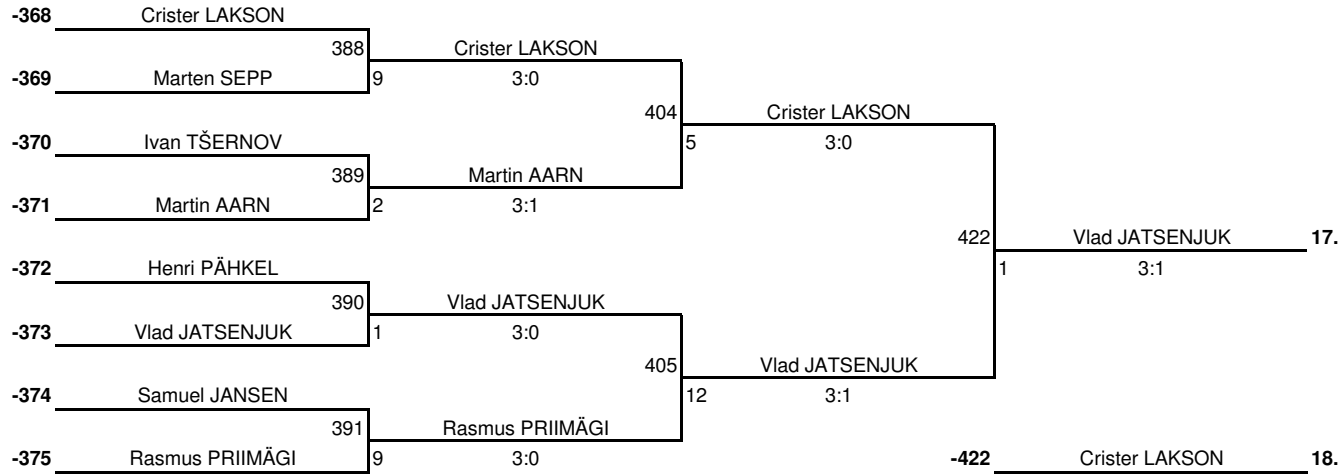 -368 Crister LAKSON
388 Crister LAKSON
-369 Marten SEPP 9 3:0
404 Crister LAKSON
-370 Ivan TŠERNOV 5 3:0
389 Martin AARN
-371 Martin AARN 2 3:1
422 Vlad JATSENJUK 17.
-372 Henri PÄHKEL 1 3:1
390 Vlad JATSENJUK
-373 Vlad JATSENJUK 1 3:0
405 Vlad JATSENJUK
-374 Samuel JANSEN 12 3:1
391 Rasmus PRIIMÄGI
-375 Rasmus PRIIMÄGI 9 3:0 -422 Crister LAKSON 18.